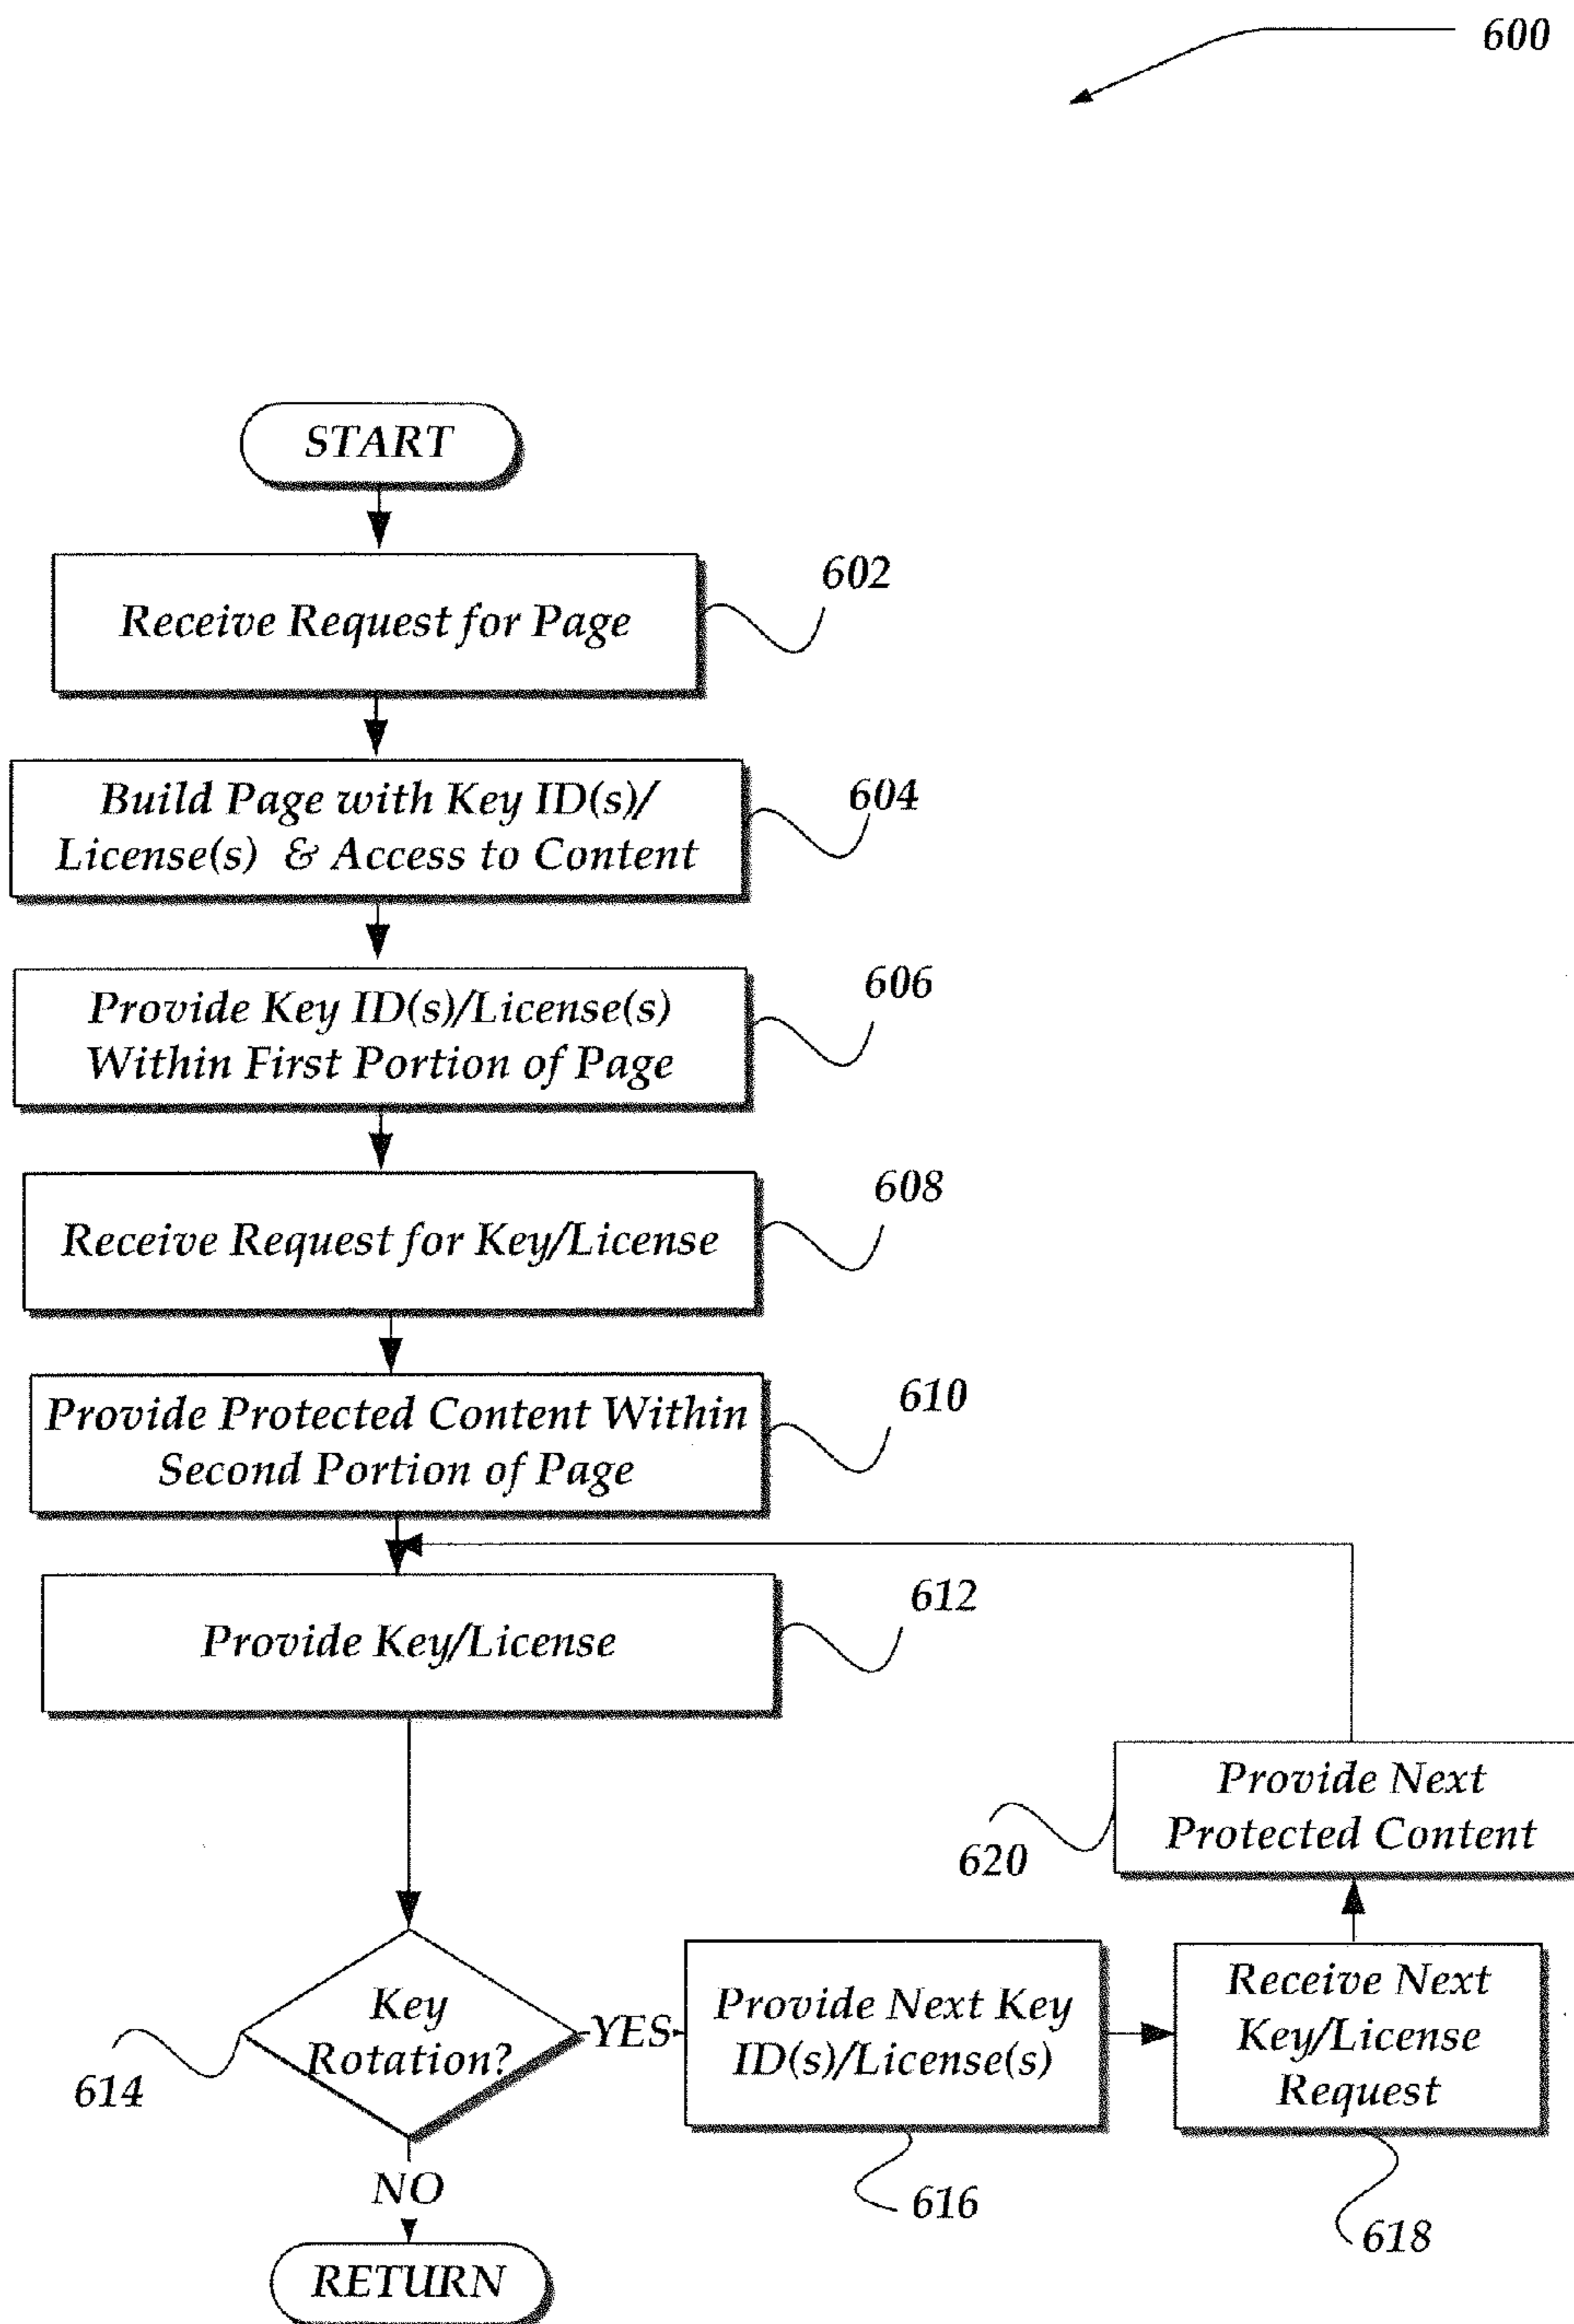 600
START
Receive Request for Page
602
Build Page with Key ID(s)/
License(s) & Access to Content
604
Provide Key ID(s)/License(s)
Within First Portion of Page
606
Receive Request for Key/License
608
Provide Protected Content Within
Second Portion of Page
610
Provide Key/License
612
Provide Next
Protected Content
620
Key
Rotation?
614
YES
Provide Next Key
ID(s)/License(s)
616
Receive Next
Key/License
Request
618
NO
RETURN